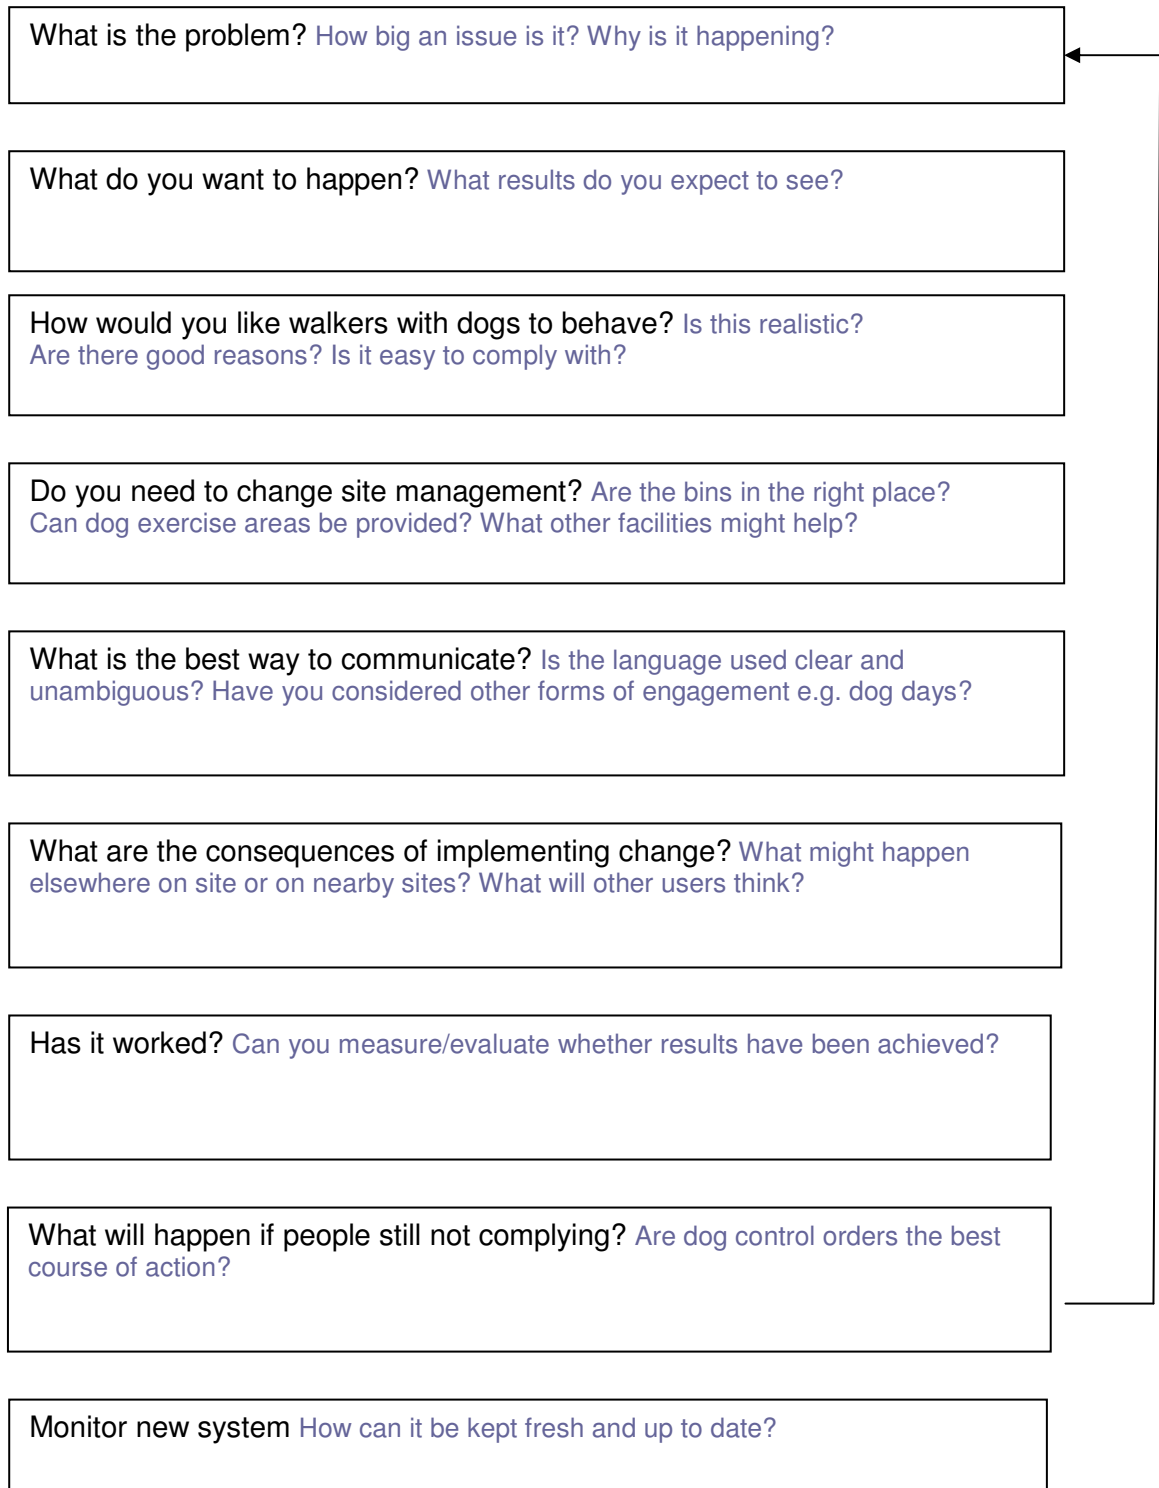 What is the problem? How big an issue is it? Why is it happening?
What do you want to happen? What results do you expect to see?
How would you like walkers with dogs to behave? Is this realistic?
Are there good reasons? Is it easy to comply with?
Do you need to change site management? Are the bins in the right place?
Can dog exercise areas be provided? What other facilities might help?
What is the best way to communicate? Is the language used clear and
unambiguous? Have you considered other forms of engagement e.g. dog days?
What are the consequences of implementing change? What might happen
elsewhere on site or on nearby sites? What will other users think?
Has it worked? Can you measure/evaluate whether results have been achieved?
What will happen if people still not complying? Are dog control orders the best
course of action?
Monitor new system How can it be kept fresh and up to date?